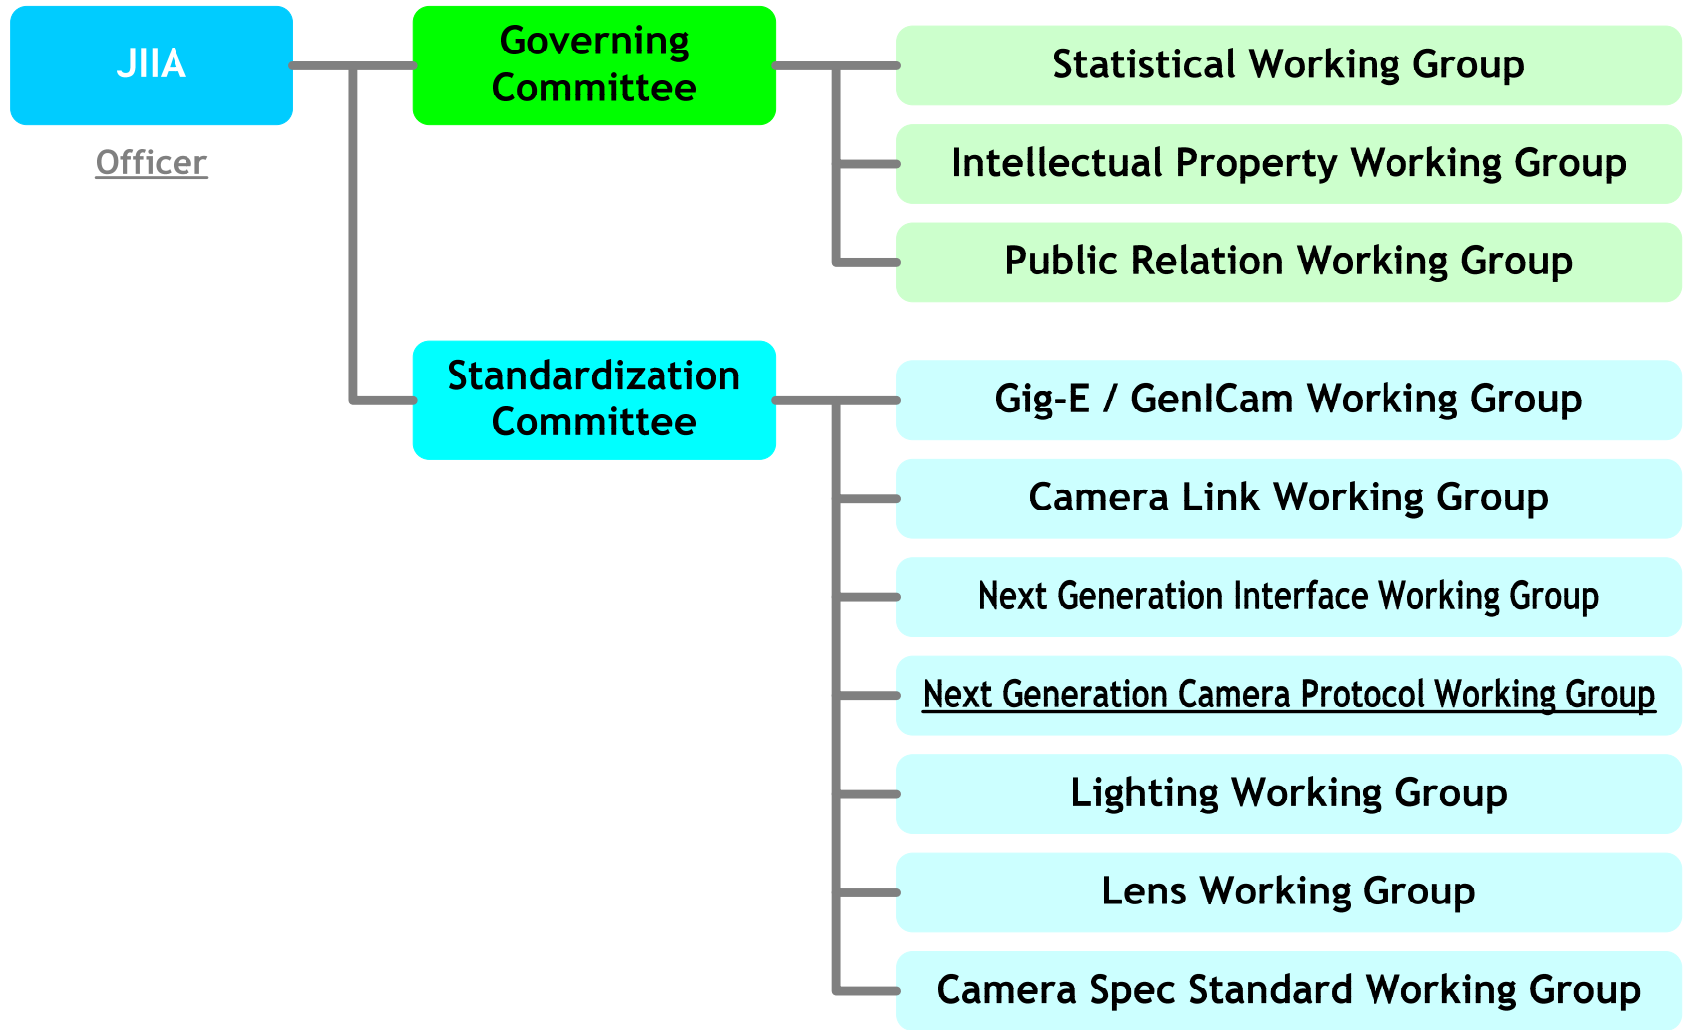 JIIA
Officer
Governing
Committee
Statistical Working Group
Intellectual Property Working Group
Public Relation Working Group
Standardization
Committee
Gig-E / GenICam Working Group
Camera Link Working Group
Next Generation Interface Working Group
Next Generation Camera Protocol Working Group
Lighting Working Group
Lens Working Group
Camera Spec Standard Working Group